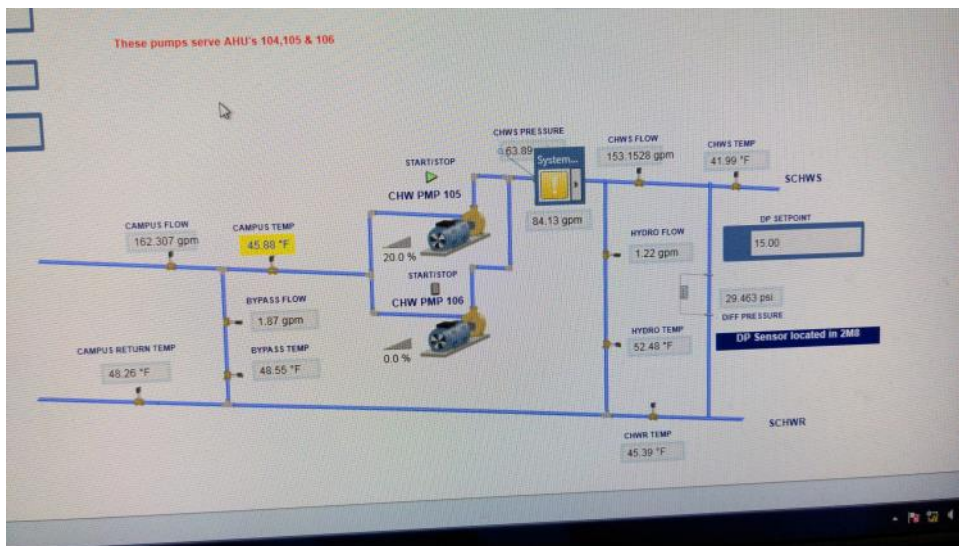 These pumps serve AHU's 104,105 & 106
CHWS PRESSURE
63.89
System...
84.13 gpm
CHWS FLOW
153.1528 gpm
CHWS TEMP
41.99 °F
SCHWS
START/STOP
CHW PMP 105
20.0 %
START/STOP
CHW PMP 106
0.0 %
CAMPUS FLOW
162.307 gpm
CAMPUS TEMP
45.88 °F
BYPASS FLOW
1.87 gpm
BYPASS TEMP
48.55 °F
CAMPUS RETURN TEMP
48.26 °F
HYDRO FLOW
1.22 gpm
HYDRO TEMP
52.48 °F
DP SETPOINT
15.00
29.463 psi
DIFF PRESSURE
DP Sensor located in 2M8
SCHWR
CHWR TEMP
45.39 °F